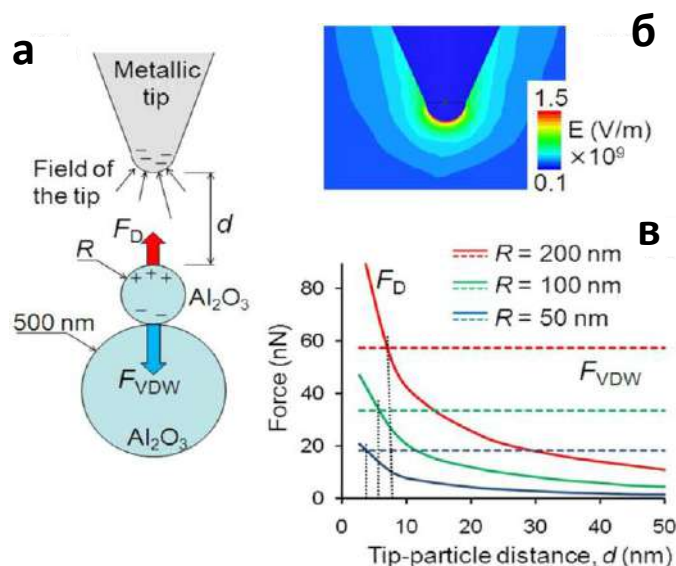 а
Metallic
tip
Field of
the tip
F_D
d
R
+ + +
Al₂O₃
500 nm
F_VDW
Al₂O₃
б
1.5
E (V/m)
×10⁹
0.1
в
R = 200 nm
R = 100 nm
R = 50 nm
F_D
F_VDW
Force (nN)
80
60
40
20
0
0 10 20 30 40 50
Tip-particle distance, d (nm)